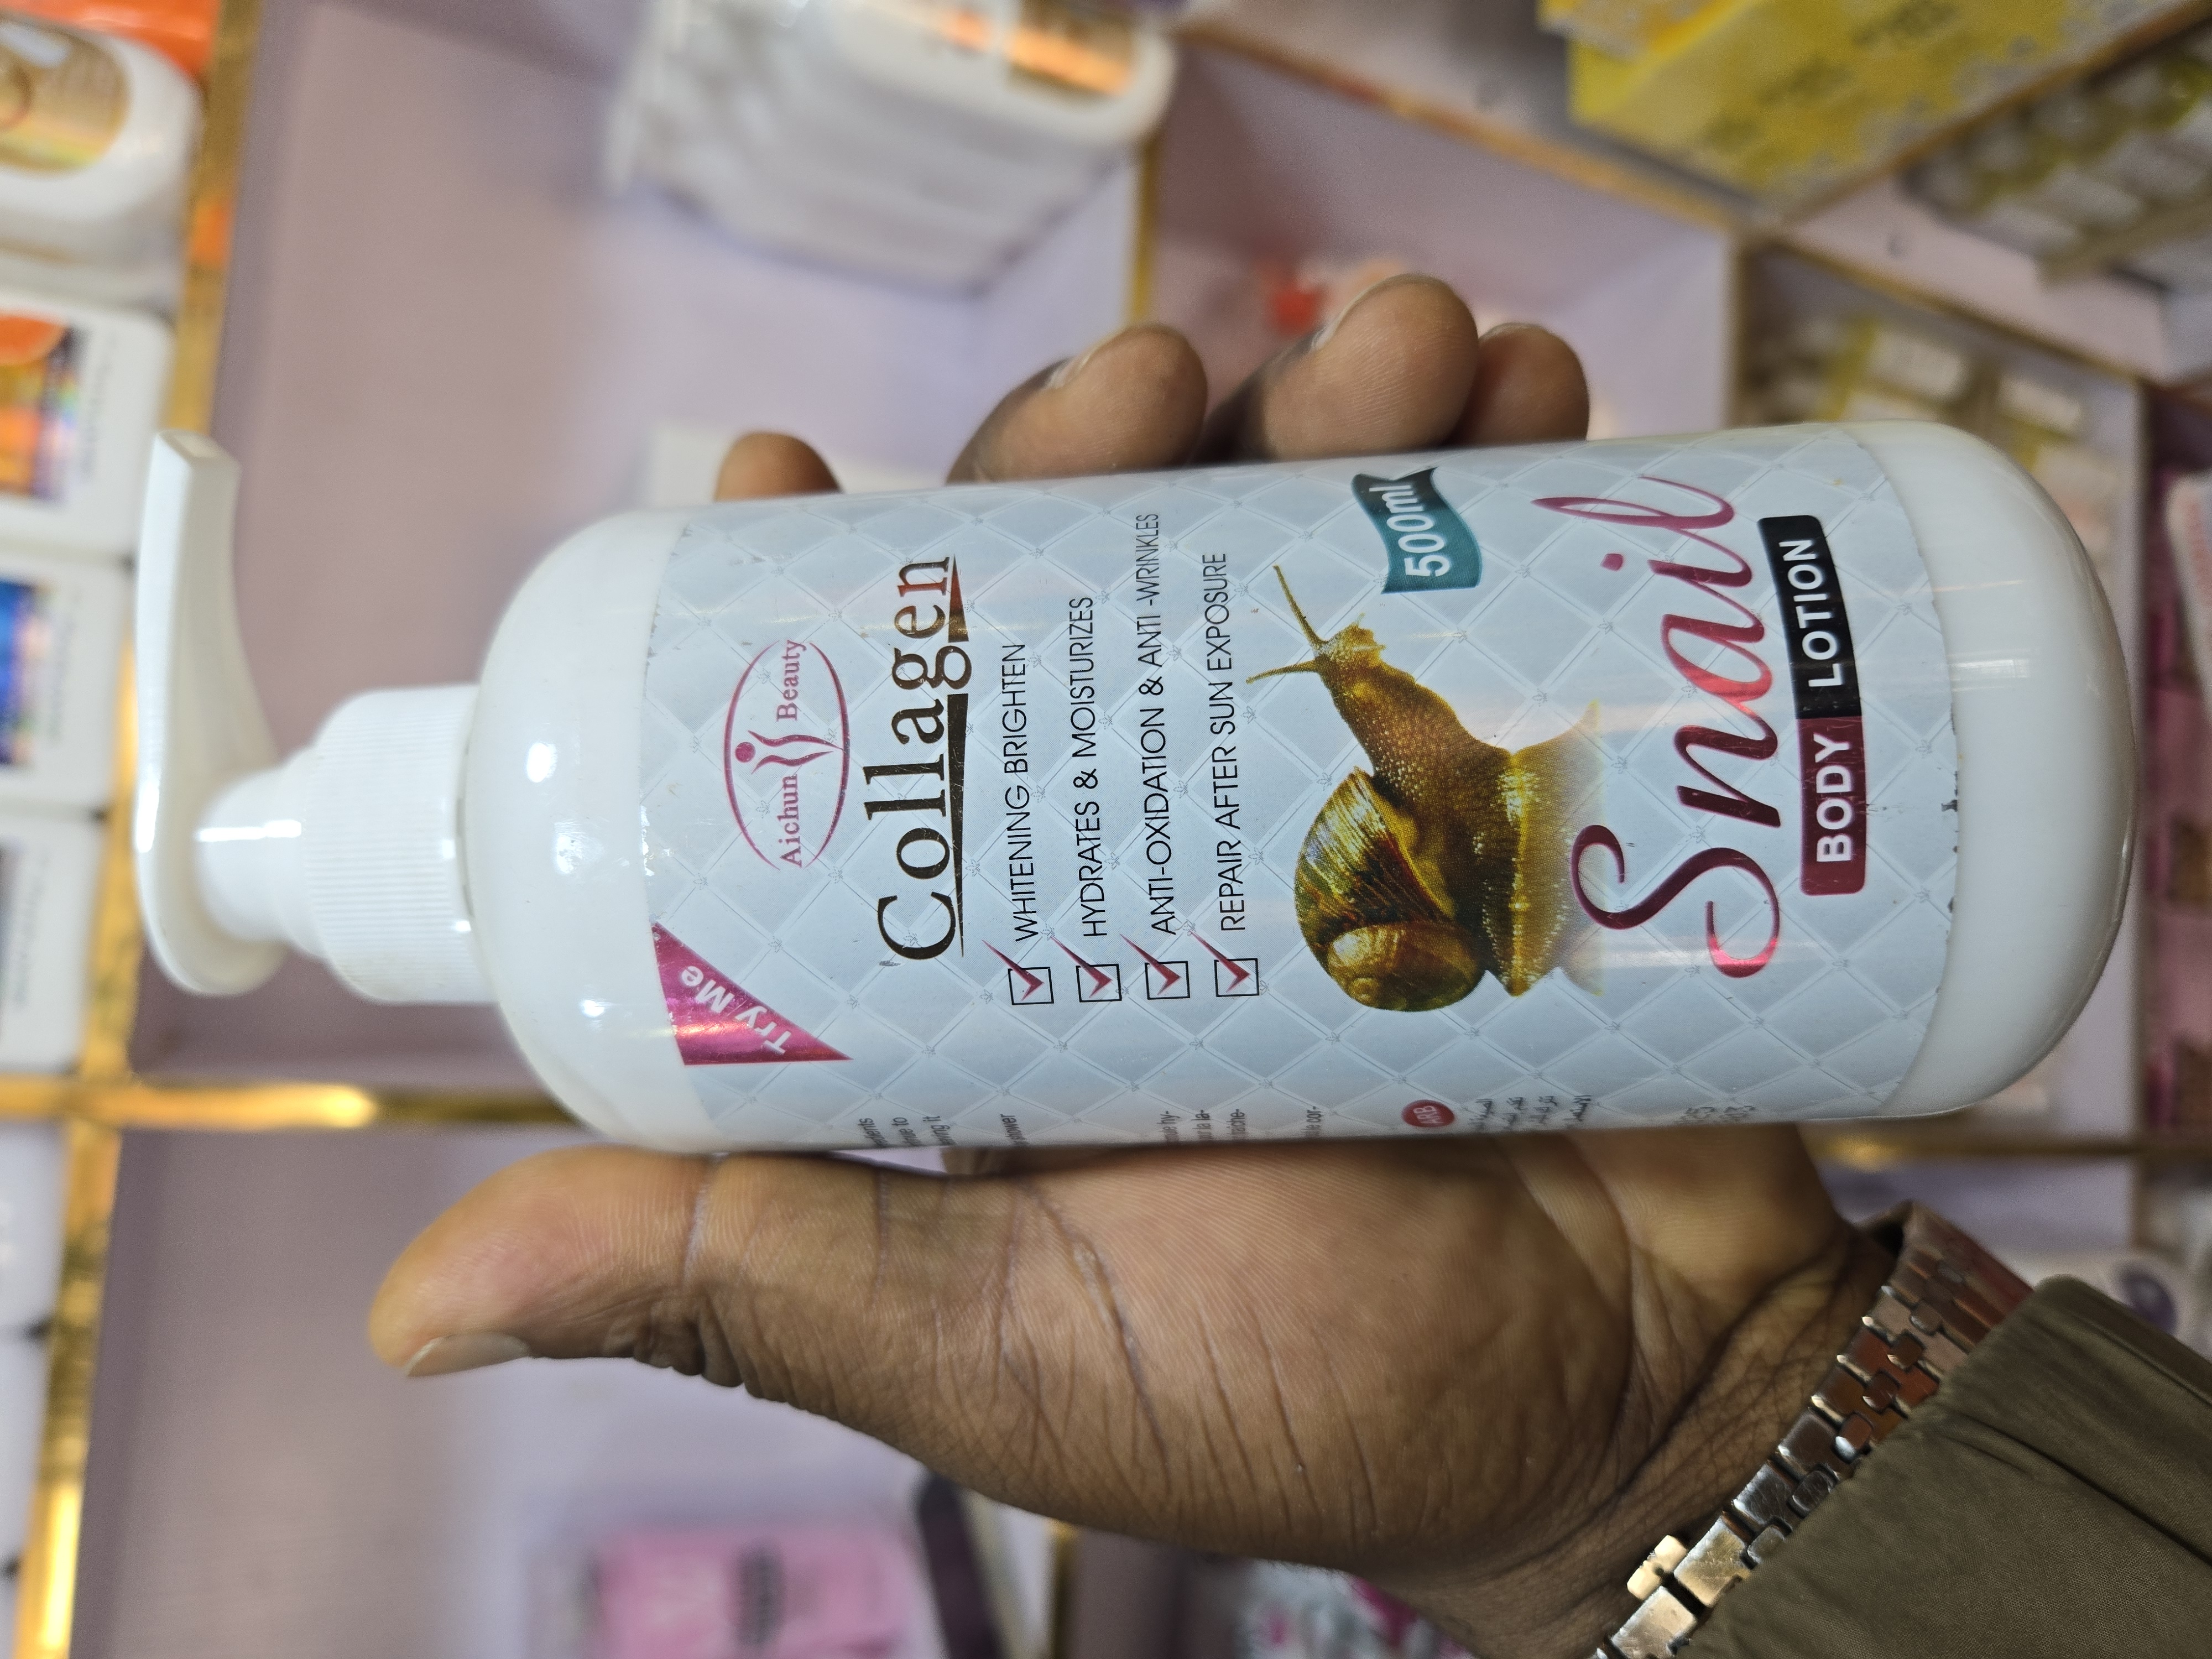 Try Me
Aichun Beauty
Collagen
WHITENING·BRIGHTEN
HYDRATES & MOISTURIZES
ANTI-OXIDATION & ANTI -WRINKLES
REPAIR AFTER SUN EXPOSURE
500ml
Snail
BODY LOTION
ARB